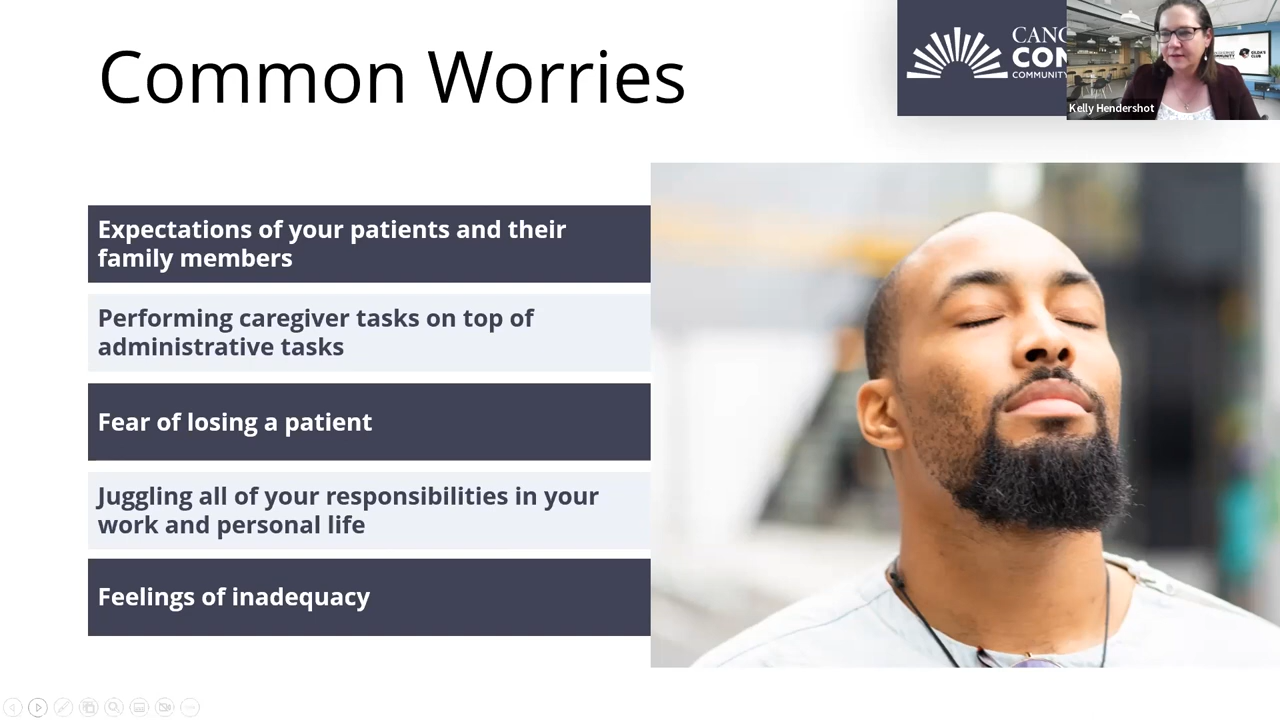 Common Worries
COMMUNITY
Kelly Hendershot
Expectations of your patients and their
family members
Performing caregiver tasks on top of
administrative tasks
Fear of losing a patient
Juggling all of your responsibilities in your
work and personal life
Feelings of inadequacy